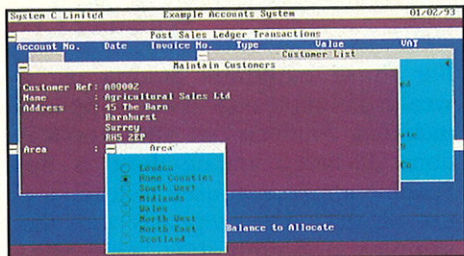 System C Limited Example Accounts System 01/02/93
Post Sales Ledger Transactions
Account No. Date Invoice No. Type Value VAT
Customer List
Maintain Customers
Customer Ref: A00002
Name : Agricultural Sales Ltd
Address : 45 The Barn
Barnhurst
Surrey
RH5 2EP
Area :
Area
London
Home Counties
South West
Midlands
Wales
North West
North East
Scotland
Balance to Allocate